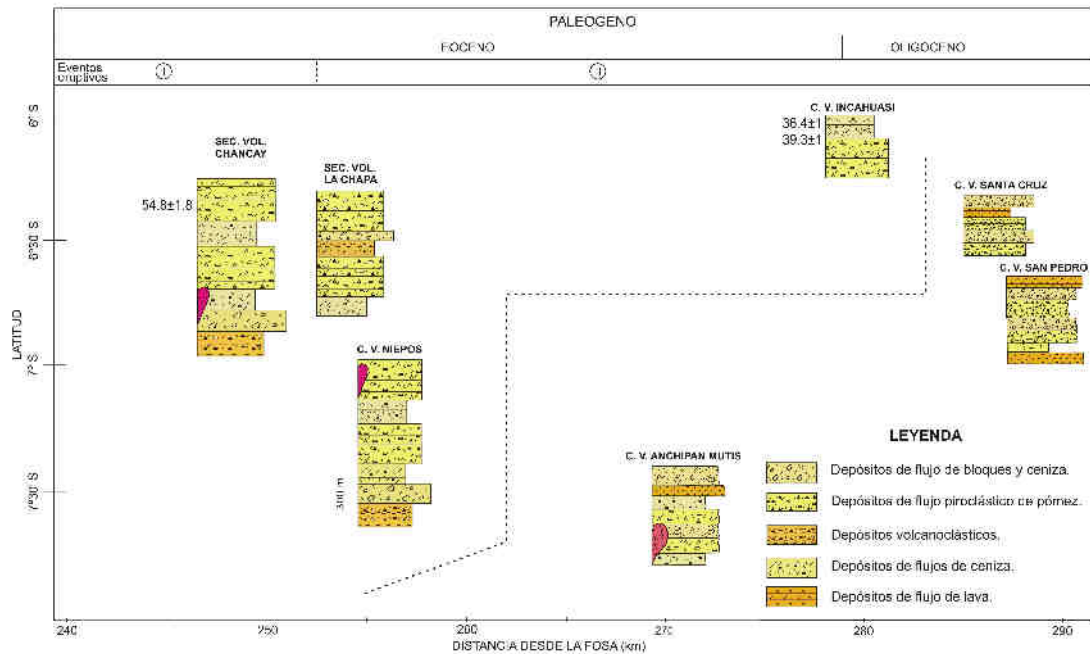 PALEOGENO
EOCENO OLIGOCENO
Eventos
eruptivos
6° S
C. V. INCAHUASI
36.4±1
39.3±1
SEC. VOL.
CHANCAY
SEC. VOL.
LA CHAPA
54.8±1.8
C. V. SANTA CRUZ
6°30' S
C. V. SAN PEDRO
LATITUD
7° S
C. V. NIEPOS
LEYENDA
C. V. ANCHIPAN MUTIS
Depósitos de flujo de bloques y ceniza.
7°30' S
Depósitos de flujo piroclástico de pómez.
Depósitos volcanoclásticos.
Depósitos de flujos de ceniza.
Depósitos de flujo de lava.
240 250 260 270 280 290
DISTANCIA DESDE LA FOSA (km)